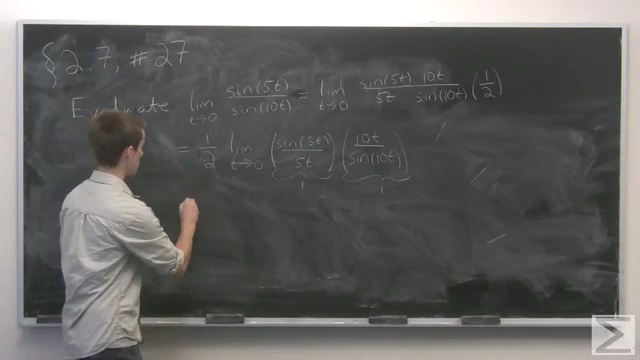 §2.7, #27
Evaluate lim t→0 sin(5t)/sin(10t) = lim t→0 sin(5t)/5t 10t/sin(10t) (1/2)
= 1/2 lim t→0 (sin(5t)/5t) (10t/sin(10t))
1 1
Σ